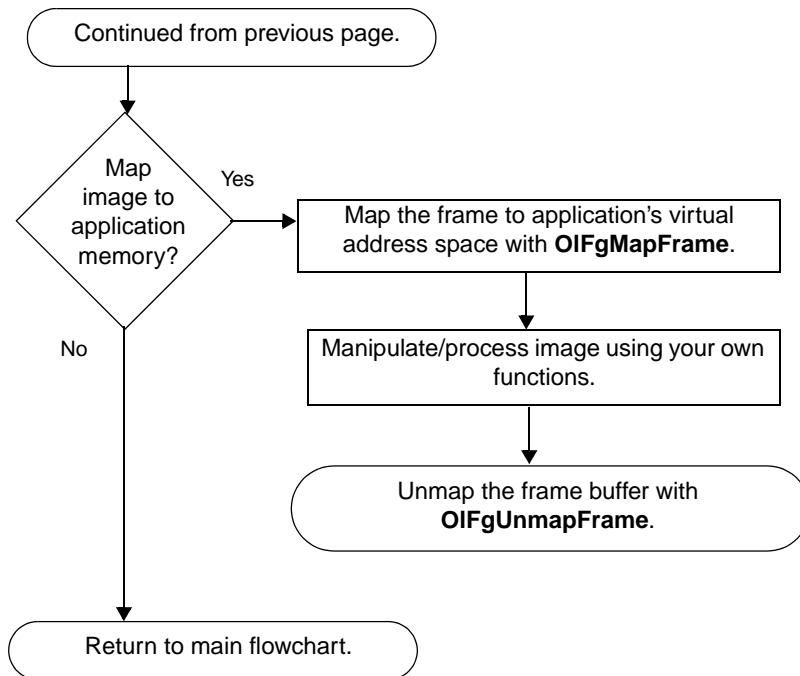 Continued from previous page.
Map
image to
application
memory?
Yes
Map the frame to application's virtual
address space with OlFgMapFrame.
No
Manipulate/process image using your own
functions.
Unmap the frame buffer with
OlFgUnmapFrame.
Return to main flowchart.